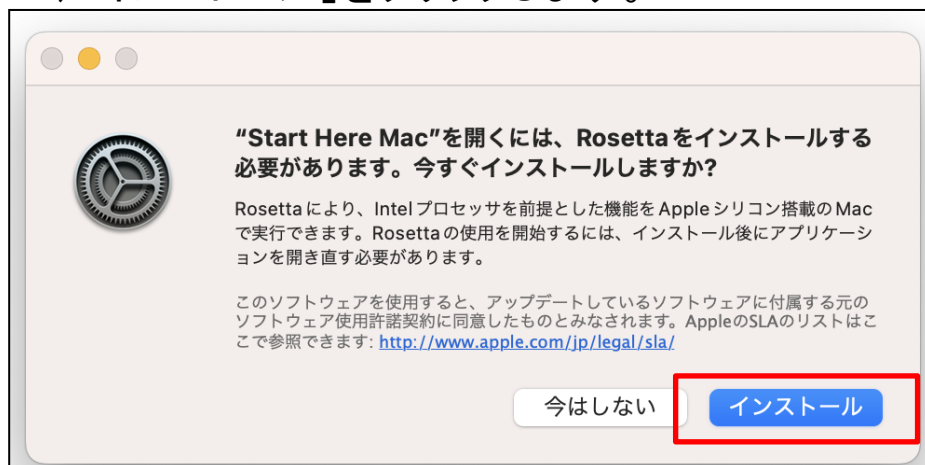 “Start Here Mac”を開くには、Rosettaをインストールする
必要があります。今すぐインストールしますか?
Rosettaにより、Intelプロセッサを前提とした機能をAppleシリコン搭載のMac
で実行できます。Rosettaの使用を開始するには、インストール後にアプリケーシ
ョンを開き直す必要があります。
このソフトウェアを使用すると、アップデートしているソフトウェアに付属する元の
ソフトウェア使用許諾契約に同意したものとみなされます。AppleのSLAのリストはこ
こで参照できます: http://www.apple.com/jp/legal/sla/
今はしない
インストール